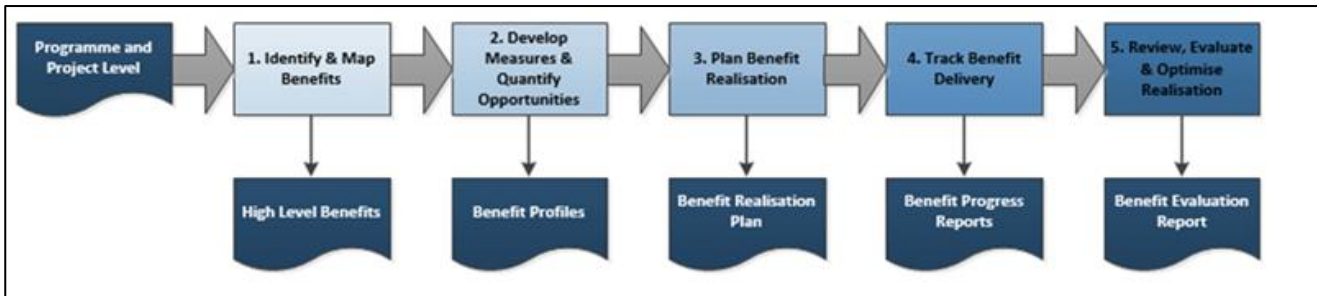 Programme and
Project Level
1. Identify & Map
Benefits
2. Develop
Measures &
Quantify
Opportunities
3. Plan Benefit
Realisation
4. Track Benefit
Delivery
5. Review, Evaluate
& Optimise
Realisation
High Level Benefits
Benefit Profiles
Benefit Realisation
Plan
Benefit Progress
Reports
Benefit Evaluation
Report